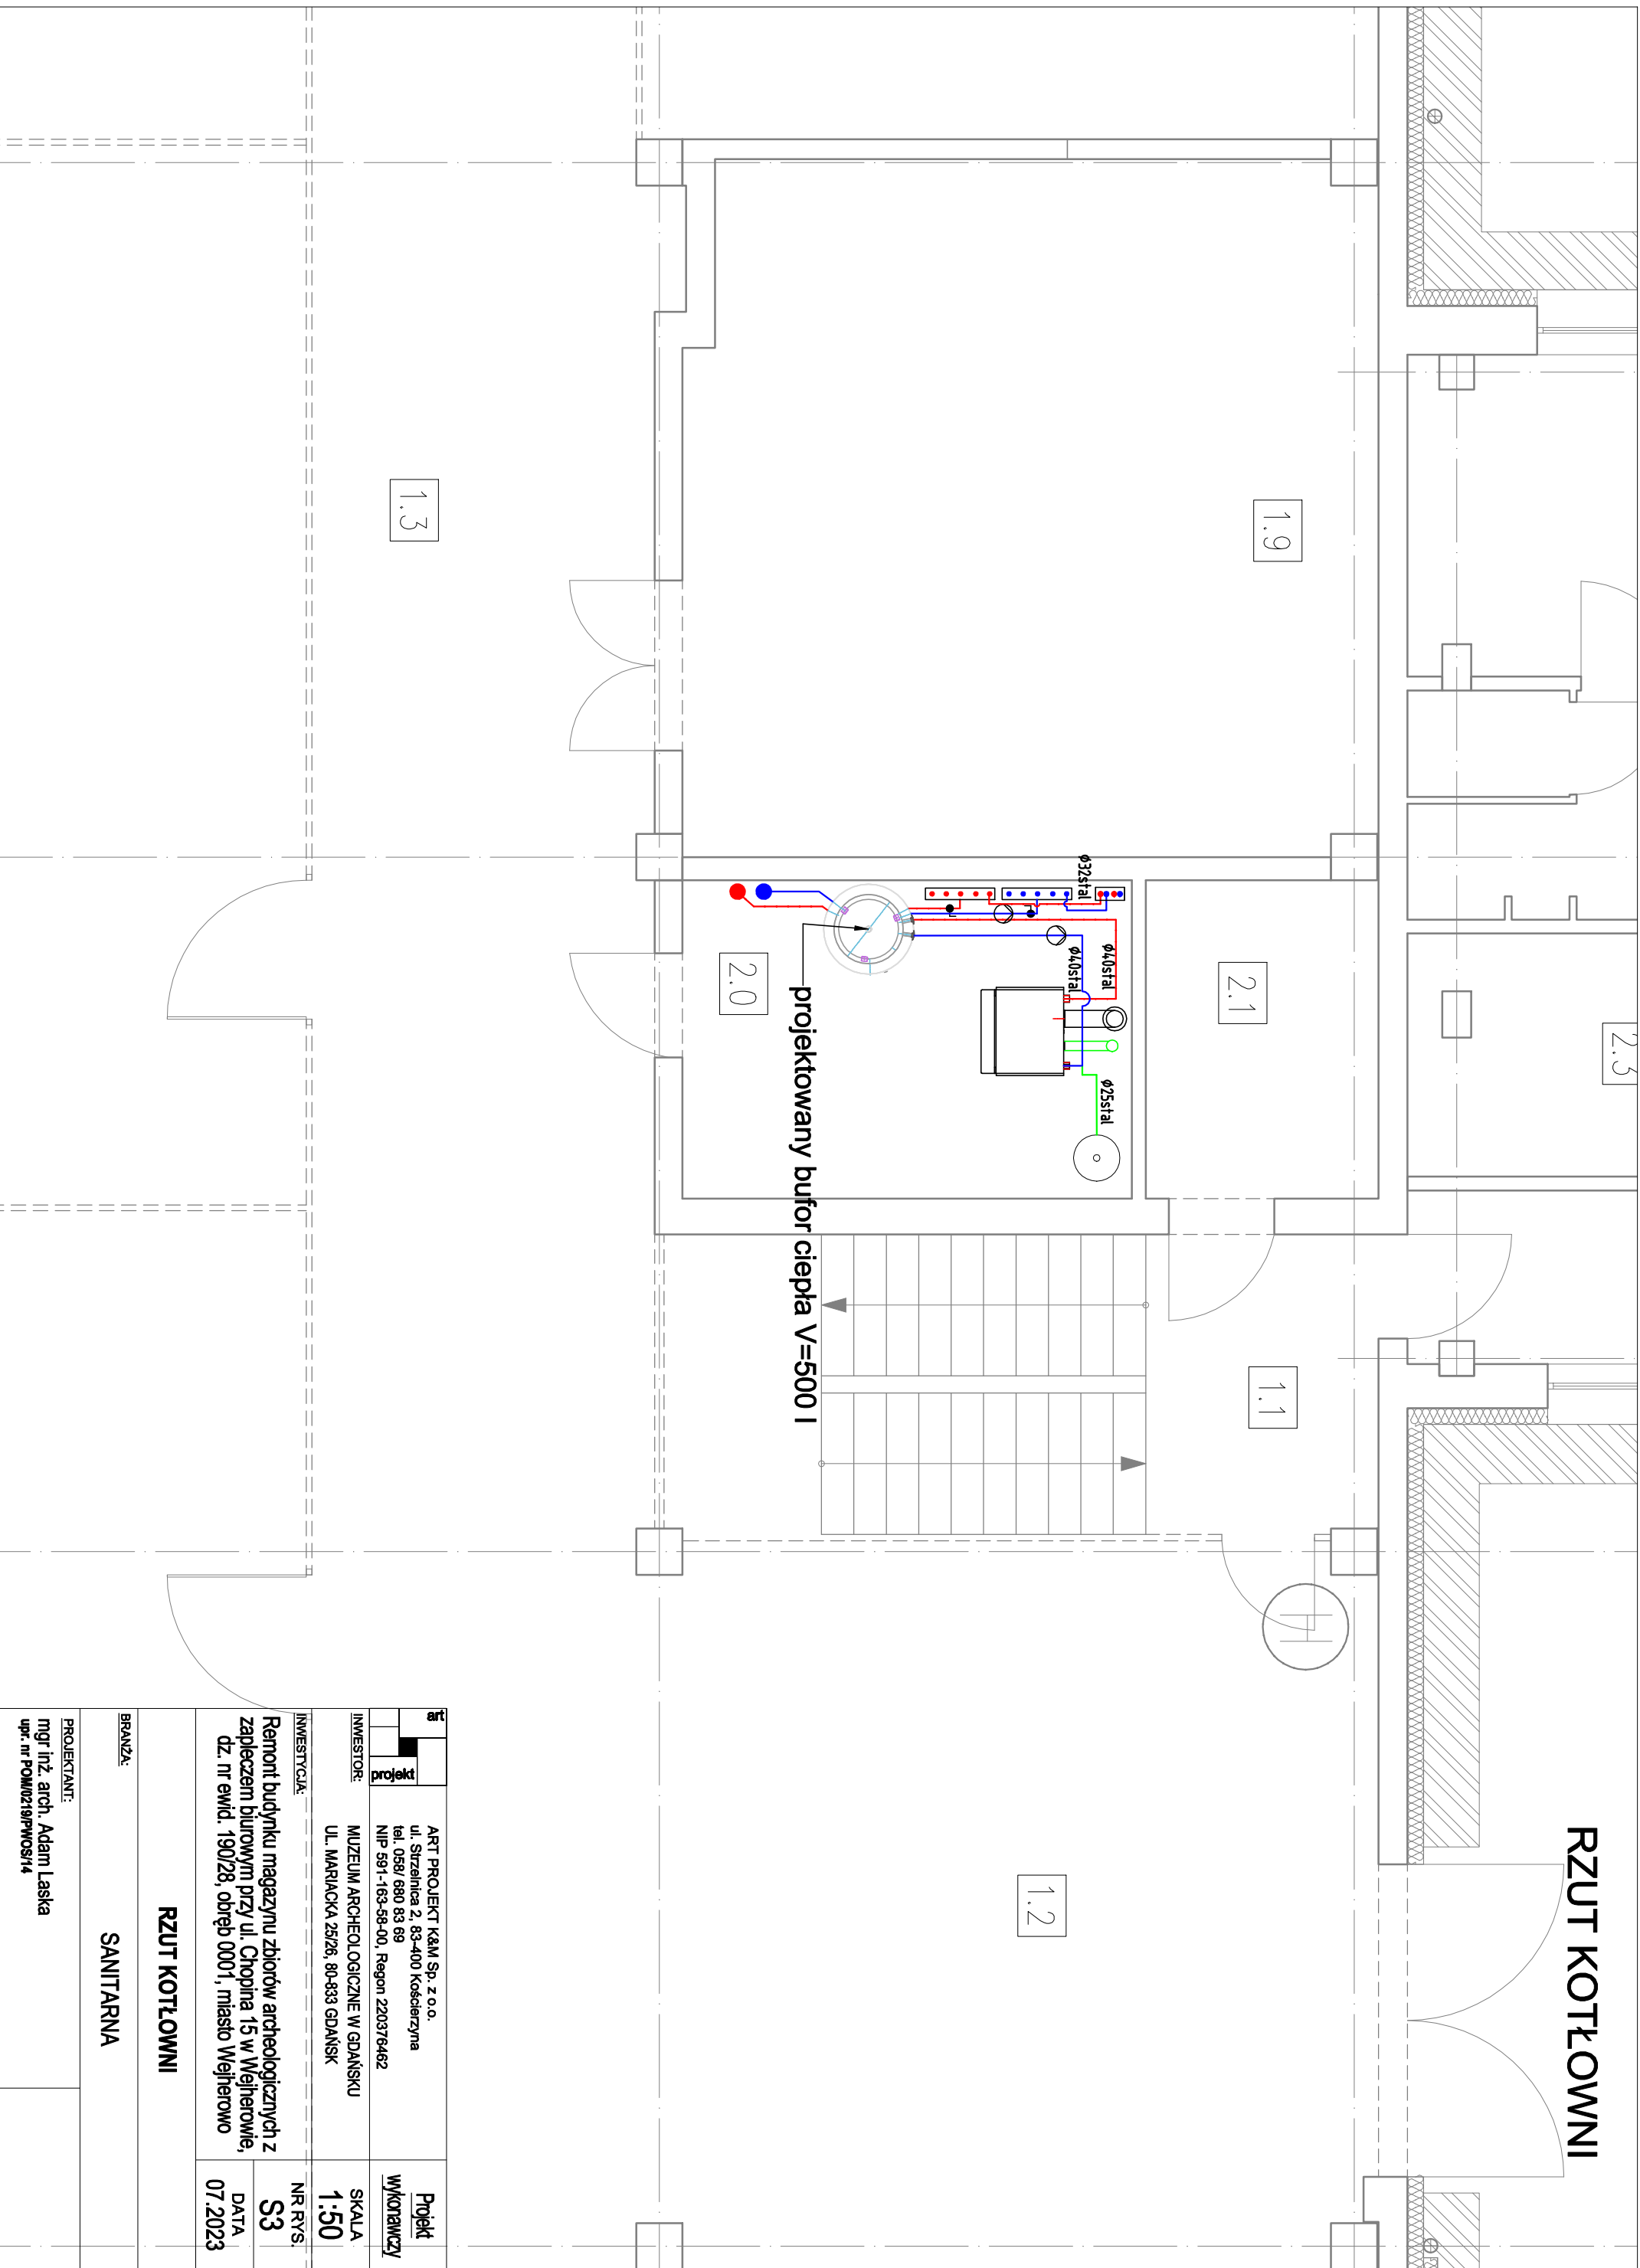 RZUT KOTŁOWNI
2.3
1.9
2.1
1.1
1.2
ø32stal
ø40stal
ø40stal
ø25stal
2.0
projektowany bufor ciepła V=500 l
1.3
art
projekt
ART PROJEKT K&M Sp. z o.o.
ul. Strzelnica 2, 83-400 Kościerzyna
tel. 058/ 680 83 69
NIP 591-163-58-00, Regon 220376462
Projekt
wykonawczy
INWESTOR:
MUZEUM ARCHEOLOGICZNE W GDAŃSKU
UL. MARIACKA 25/26, 80-833 GDAŃSK
SKALA
1:50
INWESTYCJA:
Remont budynku magazynu zbiorów archeologicznych z
zapleczem biurowym przy ul. Chopina 15 w Wejherowie,
dz. nr ewid. 190/28, obręb 0001, miasto Wejherowo
NR RYS.
S3
DATA
07.2023
RZUT KOTŁOWNI
BRANŻA:
SANITARNA
PROJEKTANT:
mgr inż. arch. Adam Laska
upr. nr POM/0219/PWOS/14